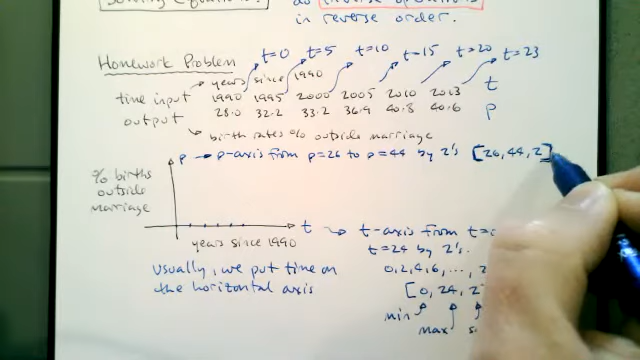 Solving Equations:
do inverse operations
in reverse order.
Homework Problem
t=0 t=5 t=10 t=15 t=20 t=23
years since 1990
time input 1990 1995 2000 2005 2010 2013 t
output 28.0 32.2 33.2 36.9 40.8 40.6 P
birth rates % outside marriage
P → p-axis from p=26 to p=44 by 2's [26, 44, 2]
% births
outside
marriage
t → t-axis from t=
years since 1990
t=24 by 2's.
Usually, we put time on
the horizontal axis
0, 2, 4, 6, ..., 2
[0, 24, 2
min
max